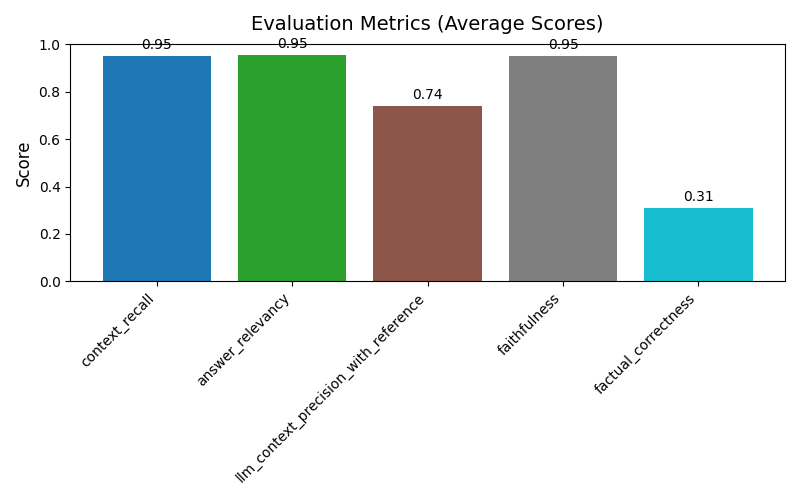 Evaluation Metrics (Average Scores)
Score
1.0
0.8
0.6
0.4
0.2
0.0
0.95
0.95
0.74
0.95
0.31
context_recall
answer_relevancy
llm_context_precision_with_reference
faithfulness
factual_correctness